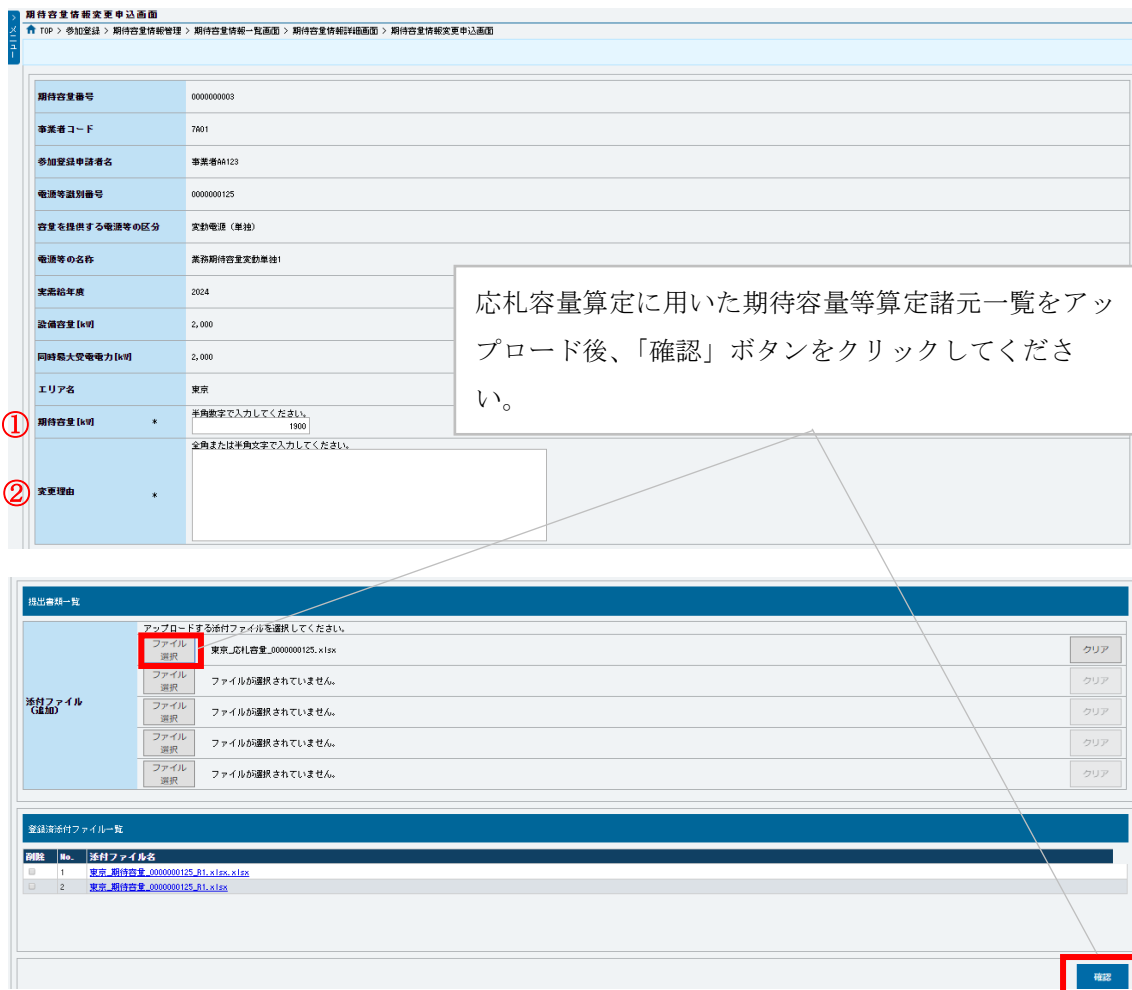 期待容量情報変更申込画面
> メニュー
TOP > 参加登録 > 期待容量情報管理 > 期待容量情報一覧画面 > 期待容量情報詳細画面 > 期待容量情報変更申込画面
期待容量番号 0000000003
事業者コード 7A01
参加登録申請者名 事業者AA123
電源等識別番号 0000000125
容量を提供する電源等の区分 変動電源（単独）
電源等の名称 業務期待容量変動単独1
実需給年度 2024
設備容量[kW] 2,000
同時最大受電電力[kW] 2,000
エリア名 東京
応札容量算定に用いた期待容量等算定諸元一覧をアッ
プロード後、「確認」ボタンをクリックしてくださ
い。
半角数字で入力してください。
① 期待容量[kW] * 1900
全角または半角文字で入力してください。
② 変更理由 *
提出書類一覧
アップロードする添付ファイルを選択してください。
添付ファイル
（追加）
ファイル
選択
東京_応札容量_0000000125.xlsx クリア
ファイル
選択
ファイルが選択されていません。 クリア
ファイル
選択
ファイルが選択されていません。 クリア
ファイル
選択
ファイルが選択されていません。 クリア
ファイル
選択
ファイルが選択されていません。 クリア
登録済添付ファイル一覧
削除 No. 添付ファイル名
1 東京_期待容量_0000000125_R1.xlsx.xlsx
2 東京_期待容量_0000000125_R1.xlsx
確認